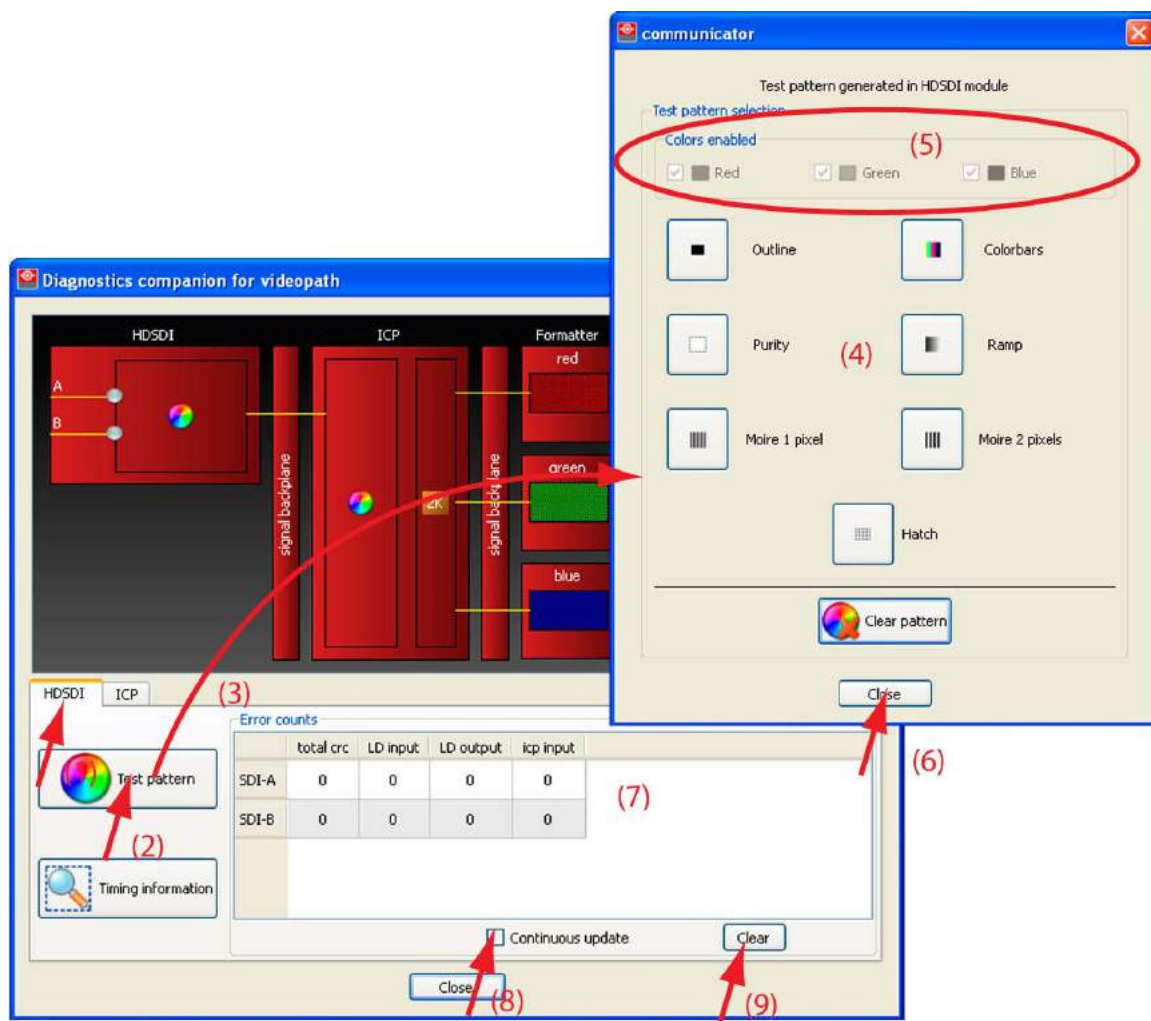 communicator
Test pattern generated in HDSDI module
Test pattern selection
Colors enabled
(5)
Red
Green
Blue
Outline
Colorbars
Purity
(4)
Ramp
Moire 1 pixel
Moire 2 pixels
Hatch
Clear pattern
Close
(6)
Diagnostics companion for videopath
HDSDI
ICP
Formatter
A
B
signal backplane
2K
signal backplane
red
green
blue
HDSDI
ICP
(3)
Test pattern
(2)
Timing information
Error counts
total crc LD input LD output icp input
SDI-A 0 0 0 0
SDI-B 0 0 0 0
(7)
Continuous update
Clear
Close
(8)
(9)